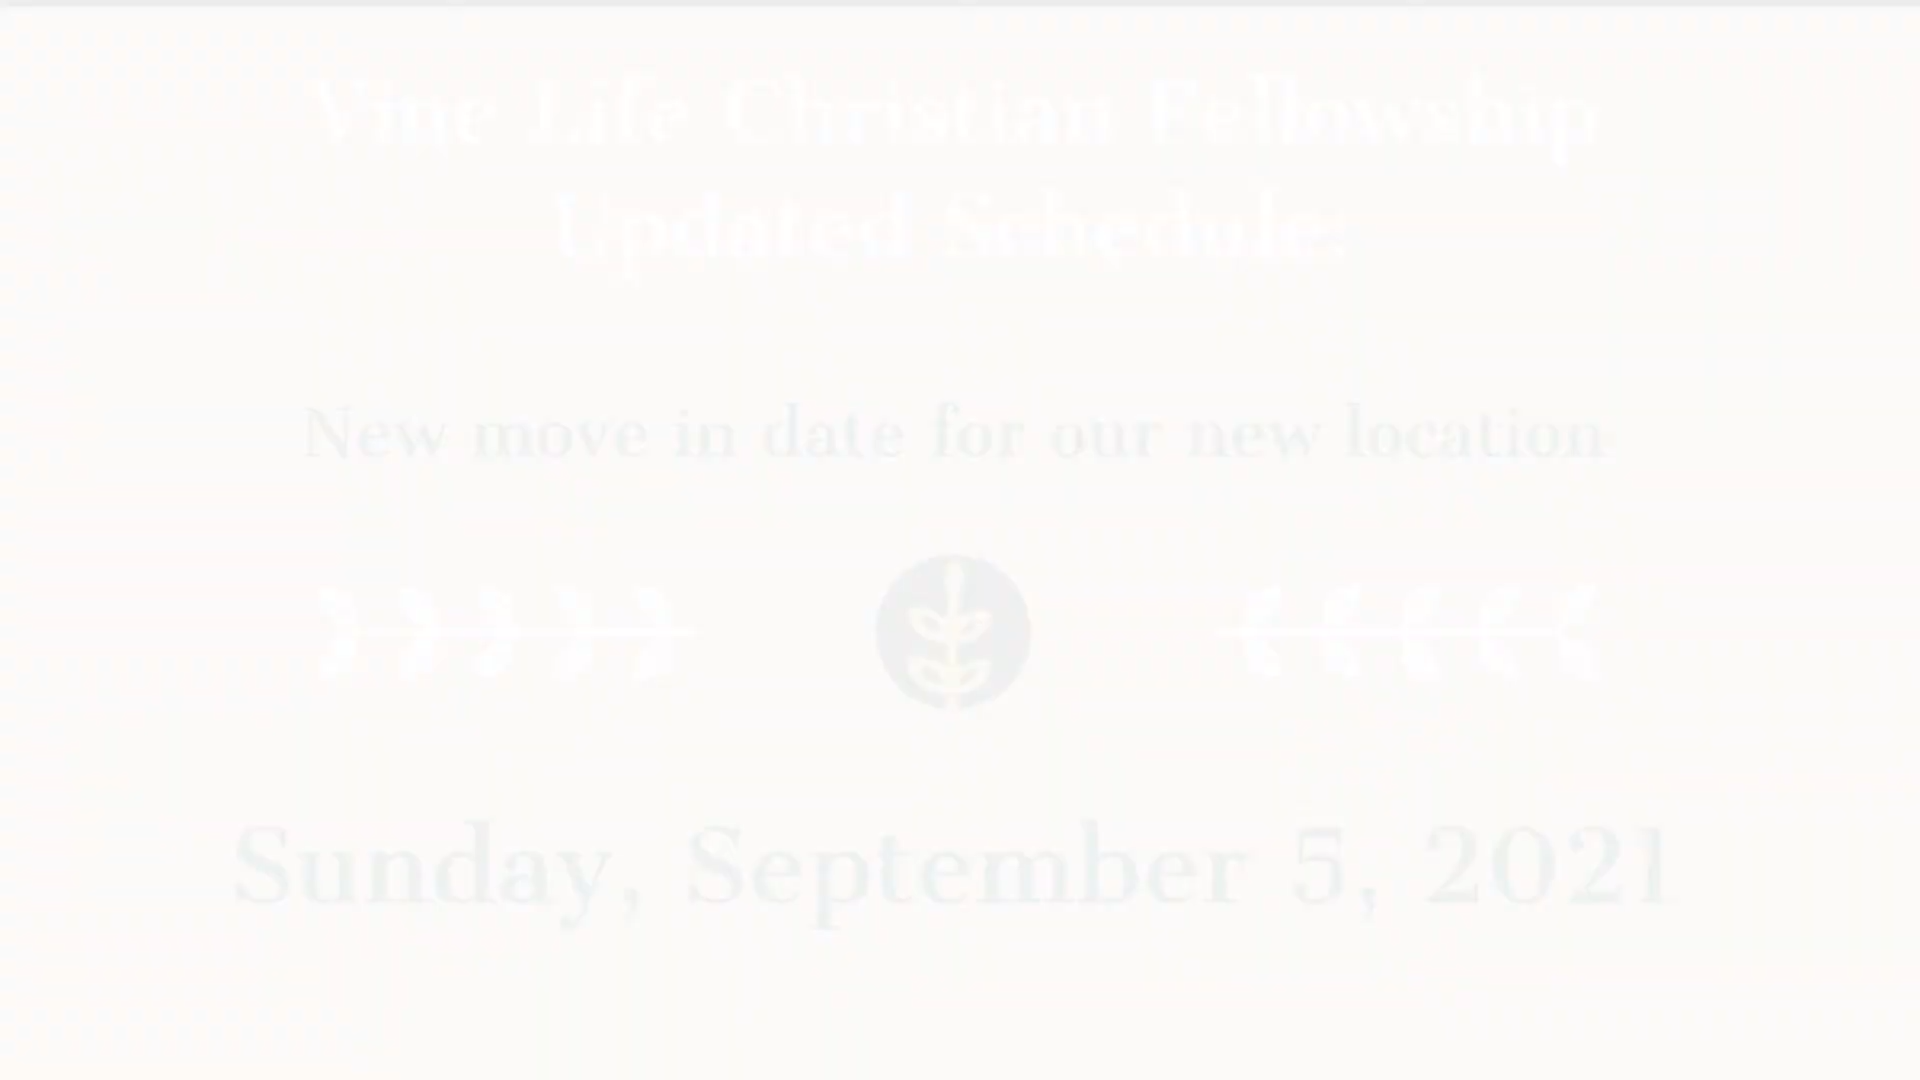 Vine Life Christian Fellowship
Updated Schedule:
New move in date for our new location
Sunday, September 5, 2021